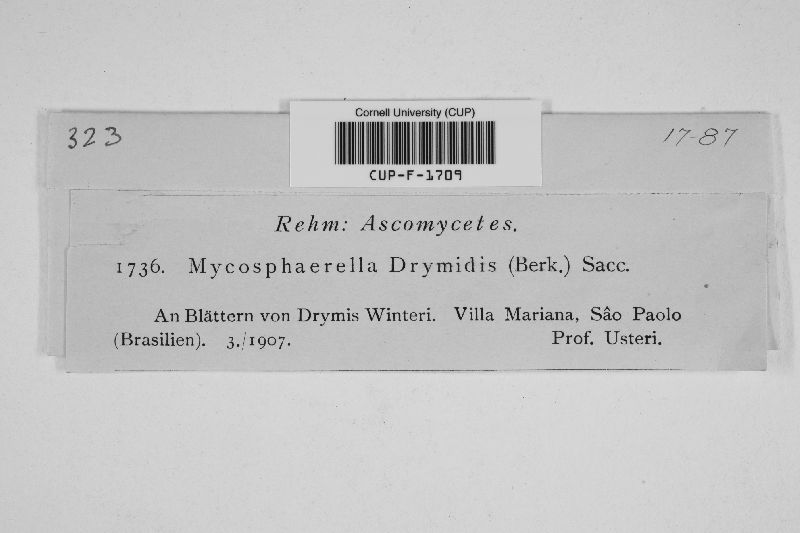 323
17-87
Cornell University (CUP)
CUP-F-1709
Rehm: Ascomycetes.
1736. Mycosphaerella Drymidis (Berk.) Sacc.
An Blättern von Drymis Winteri. Villa Mariana, Sâo Paolo
(Brasilien). 3./1907. Prof. Usteri.